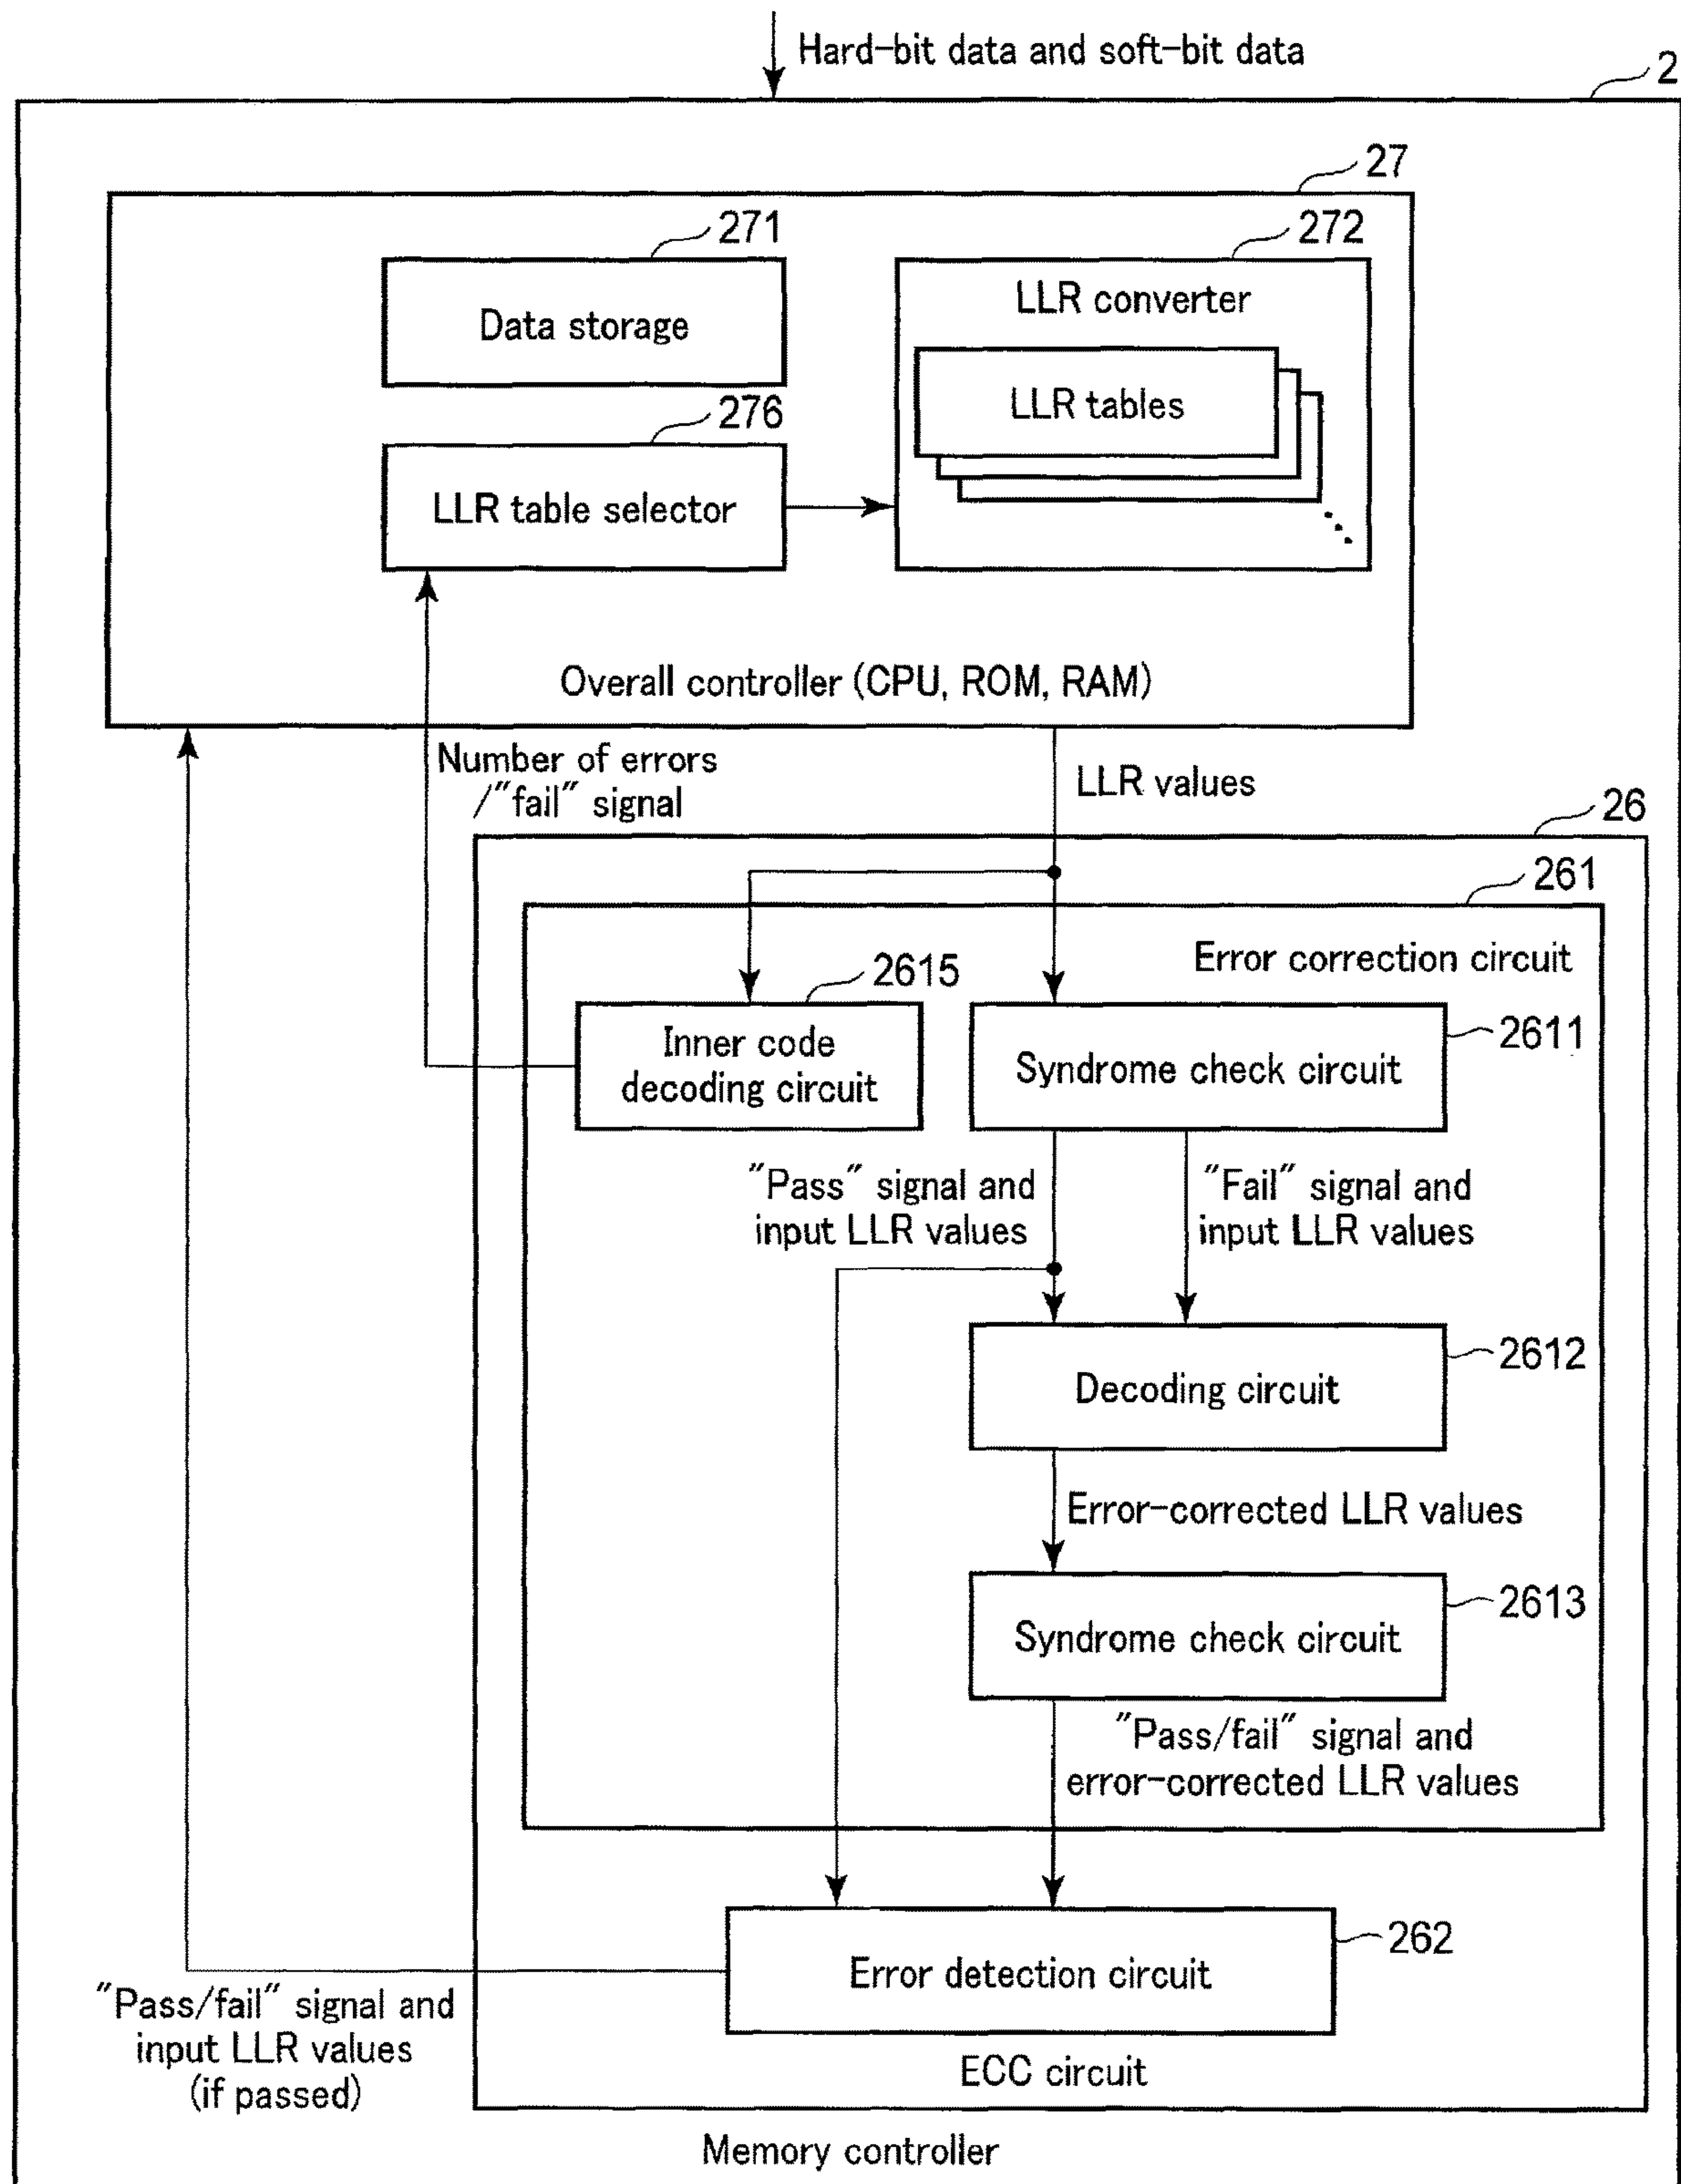 Hard-bit data and soft-bit data
2
27
271
272
Data storage
LLR converter
LLR tables
276
LLR table selector
Overall controller (CPU, ROM, RAM)
Number of errors
/"fail" signal
LLR values
26
261
Error correction circuit
2615
Inner code
decoding circuit
2611
Syndrome check circuit
"Pass" signal and
input LLR values
"Fail" signal and
input LLR values
2612
Decoding circuit
Error-corrected LLR values
2613
Syndrome check circuit
"Pass/fail" signal and
error-corrected LLR values
262
Error detection circuit
"Pass/fail" signal and
input LLR values
(if passed)
ECC circuit
Memory controller